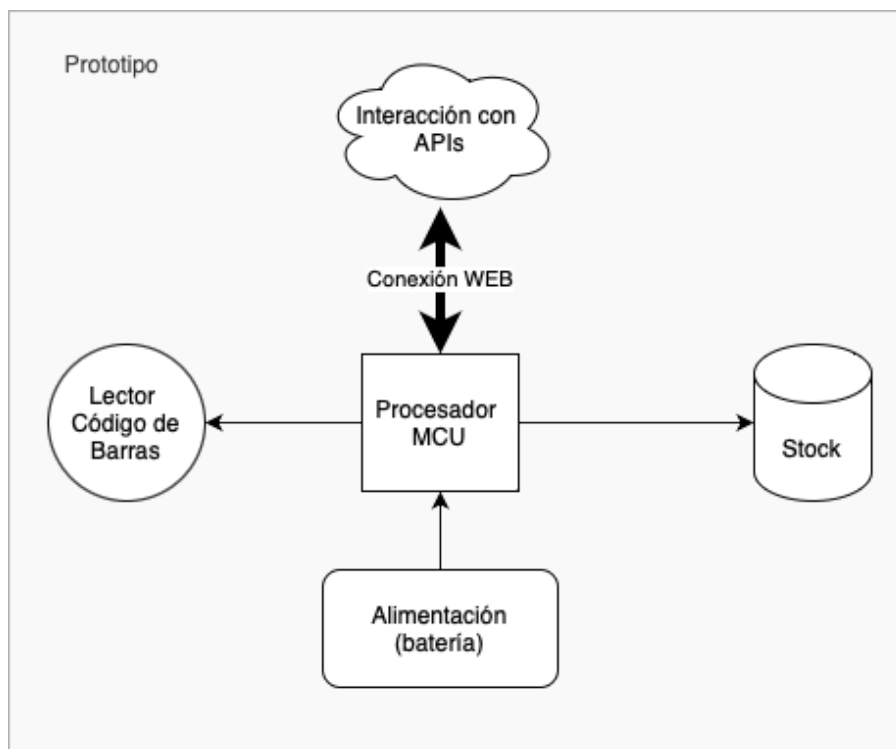 Prototipo
Interacción con
APIs
Conexión WEB
Lector
Código de
Barras
Procesador
MCU
Stock
Alimentación
(batería)